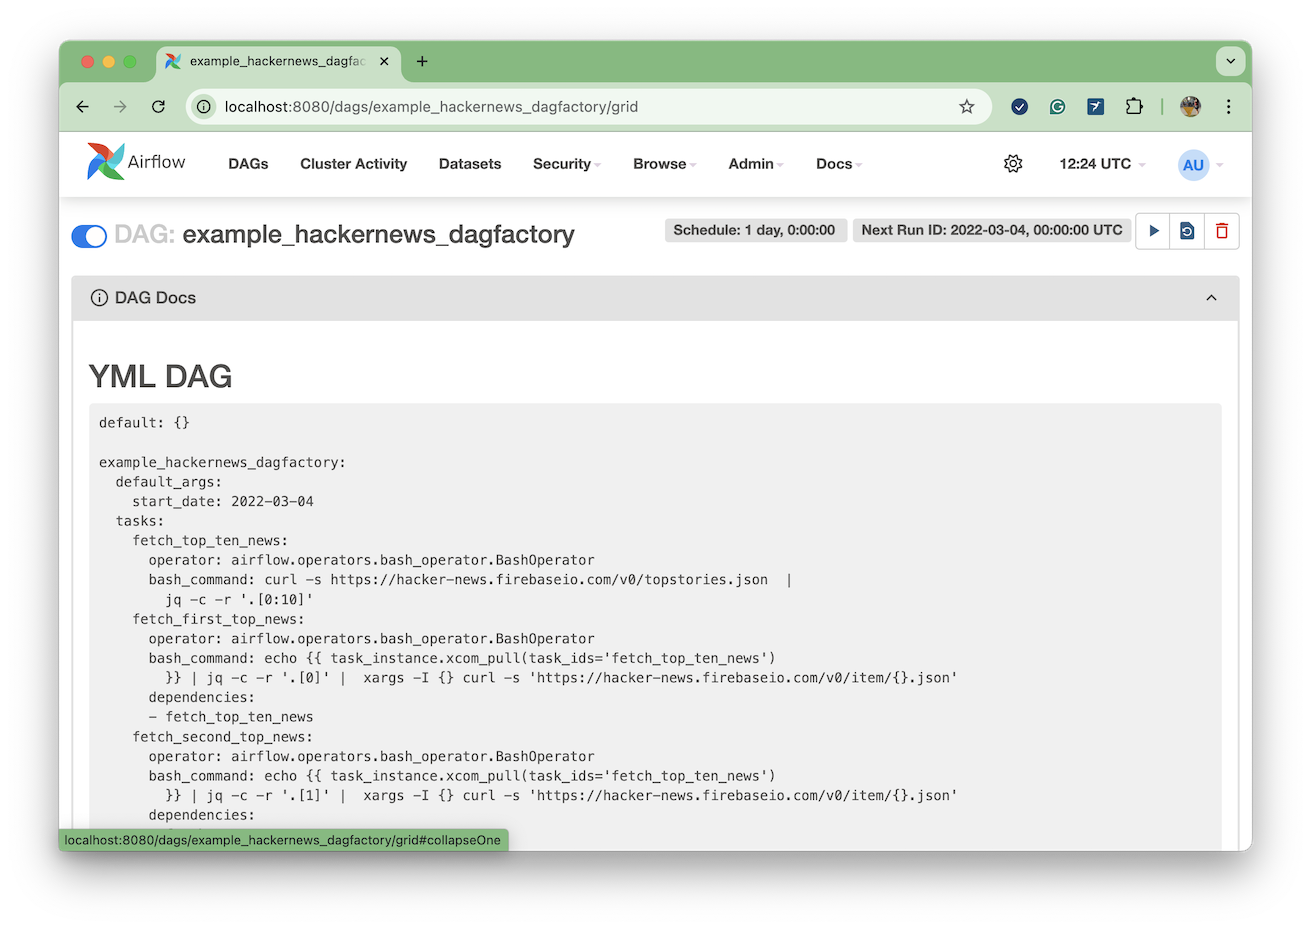 example_hackernews_dagfac
localhost:8080/dags/example_hackernews_dagfactory/grid
Airflow DAGs Cluster Activity Datasets Security Browse Admin Docs 12:24 UTC AU
DAG: example_hackernews_dagfactory Schedule: 1 day, 0:00:00 Next Run ID: 2022-03-04, 00:00:00 UTC
DAG Docs
YML DAG
default: {}
example_hackernews_dagfactory:
  default_args:
    start_date: 2022-03-04
  tasks:
    fetch_top_ten_news:
      operator: airflow.operators.bash_operator.BashOperator
      bash_command: curl -s https://hacker-news.firebaseio.com/v0/topstories.json  |
        jq -c -r '.[0:10]'
    fetch_first_top_news:
      operator: airflow.operators.bash_operator.BashOperator
      bash_command: echo {{ task_instance.xcom_pull(task_ids='fetch_top_ten_news')
        }} | jq -c -r '.[0]' |  xargs -I {} curl -s 'https://hacker-news.firebaseio.com/v0/item/{}.json'
      dependencies:
      - fetch_top_ten_news
    fetch_second_top_news:
      operator: airflow.operators.bash_operator.BashOperator
      bash_command: echo {{ task_instance.xcom_pull(task_ids='fetch_top_ten_news')
        }} | jq -c -r '.[1]' |  xargs -I {} curl -s 'https://hacker-news.firebaseio.com/v0/item/{}.json'
      dependencies:
localhost:8080/dags/example_hackernews_dagfactory/grid#collapseOne